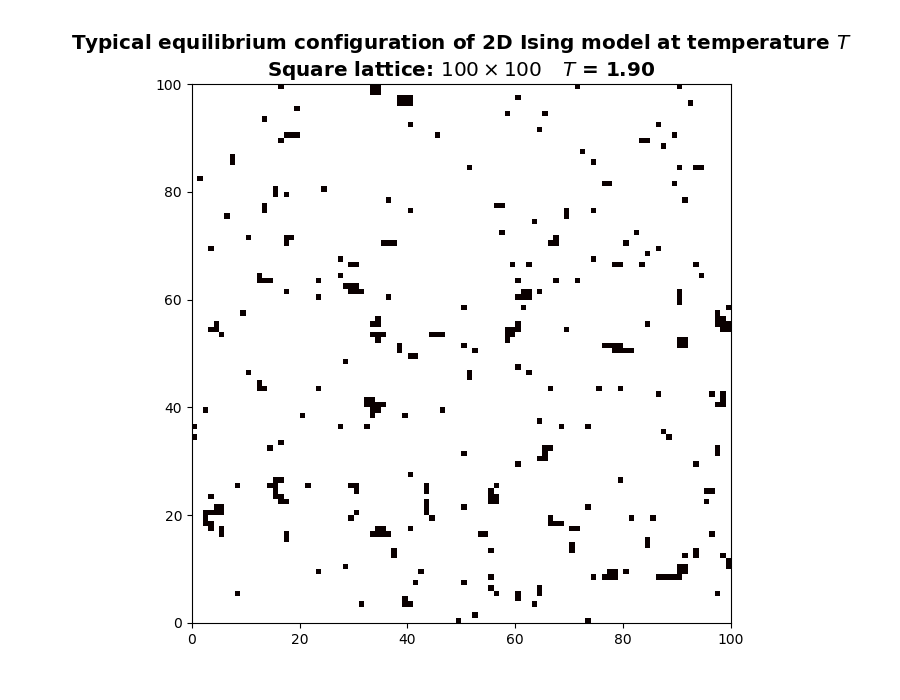 Typical equilibrium configuration of 2D Ising model at temperature T
Square lattice: 100 × 100 T = 1.90
100
80
60
40
20
0
0 20 40 60 80 100